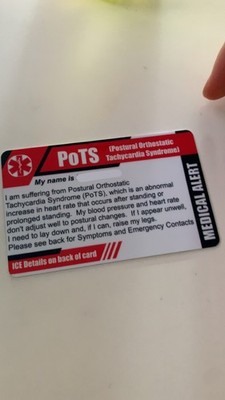 PoTS
(Postural Orthostatic
Tachycardia Syndrome)
My name is
I am suffering from Postural Orthostatic
Tachycardia Syndrome (PoTS), which is an abnormal
increase in heart rate that occurs after standing or
prolonged standing. My blood pressure and heart rate
don't adjust well to postural changes. If I appear unwell,
I need to lay down and, if I can, raise my legs.
Please see back for Symptoms and Emergency Contacts
ICE Details on back of card
MEDICAL ALERT